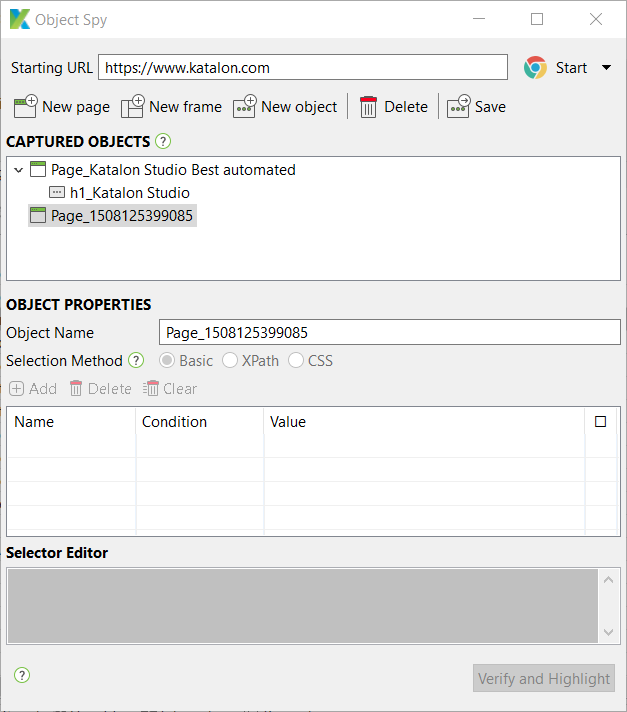 Object Spy
Starting URL https://www.katalon.com Start
New page New frame New object Delete Save
CAPTURED OBJECTS ?
Page_Katalon Studio Best automated
h1_Katalon Studio
Page_1508125399085
OBJECT PROPERTIES
Object Name Page_1508125399085
Selection Method ? Basic XPath CSS
Add Delete Clear
Name Condition Value
Selector Editor
? Verify and Highlight